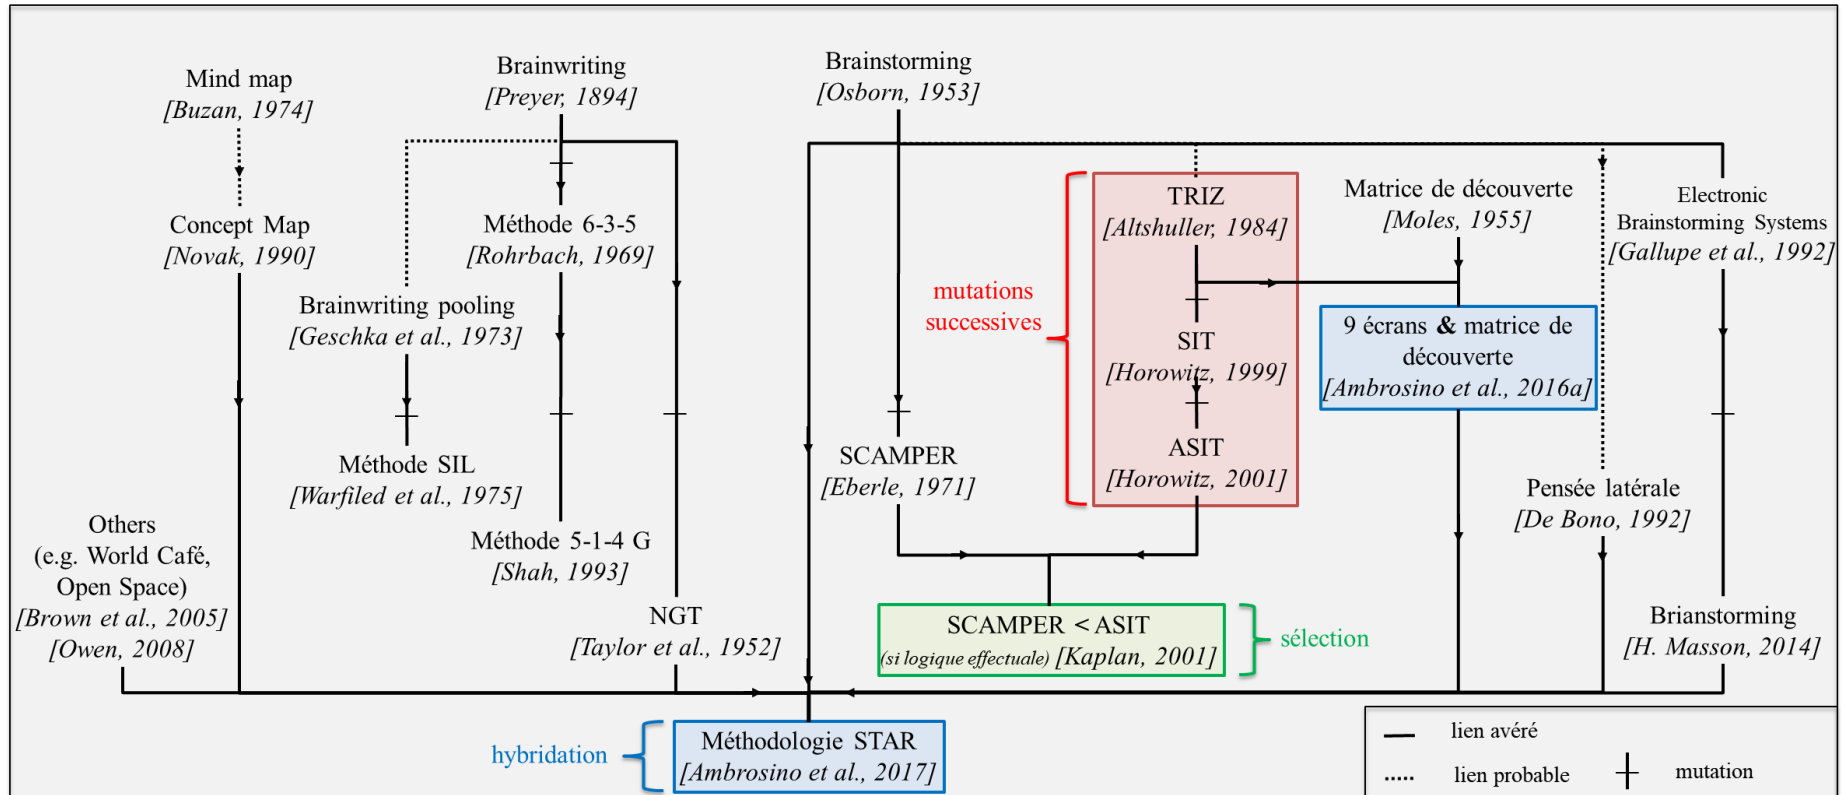 Mind map
[Buzan, 1974]
Brainwriting
[Preyer, 1894]
Brainstorming
[Osborn, 1953]
Concept Map
[Novak, 1990]
Méthode 6-3-5
[Rohrbach, 1969]
TRIZ
[Altshuller, 1984]
Matrice de découverte
[Moles, 1955]
Electronic
Brainstorming Systems
[Gallupe et al., 1992]
Brainwriting pooling
[Geschka et al., 1973]
mutations
successives
SIT
[Horowitz, 1999]
9 écrans & matrice de
découverte
[Ambrosino et al., 2016a]
Méthode SIL
[Warfiled et al., 1975]
SCAMPER
[Eberle, 1971]
ASIT
[Horowitz, 2001]
Pensée latérale
[De Bono, 1992]
Others
(e.g. World Café,
Open Space)
[Brown et al., 2005]
[Owen, 2008]
Méthode 5-1-4 G
[Shah, 1993]
NGT
[Taylor et al., 1952]
SCAMPER < ASIT
(si logique effectuale) [Kaplan, 2001]
sélection
Brianstorming
[H. Masson, 2014]
hybridation
Méthodologie STAR
[Ambrosino et al., 2017]
lien avéré
lien probable
mutation